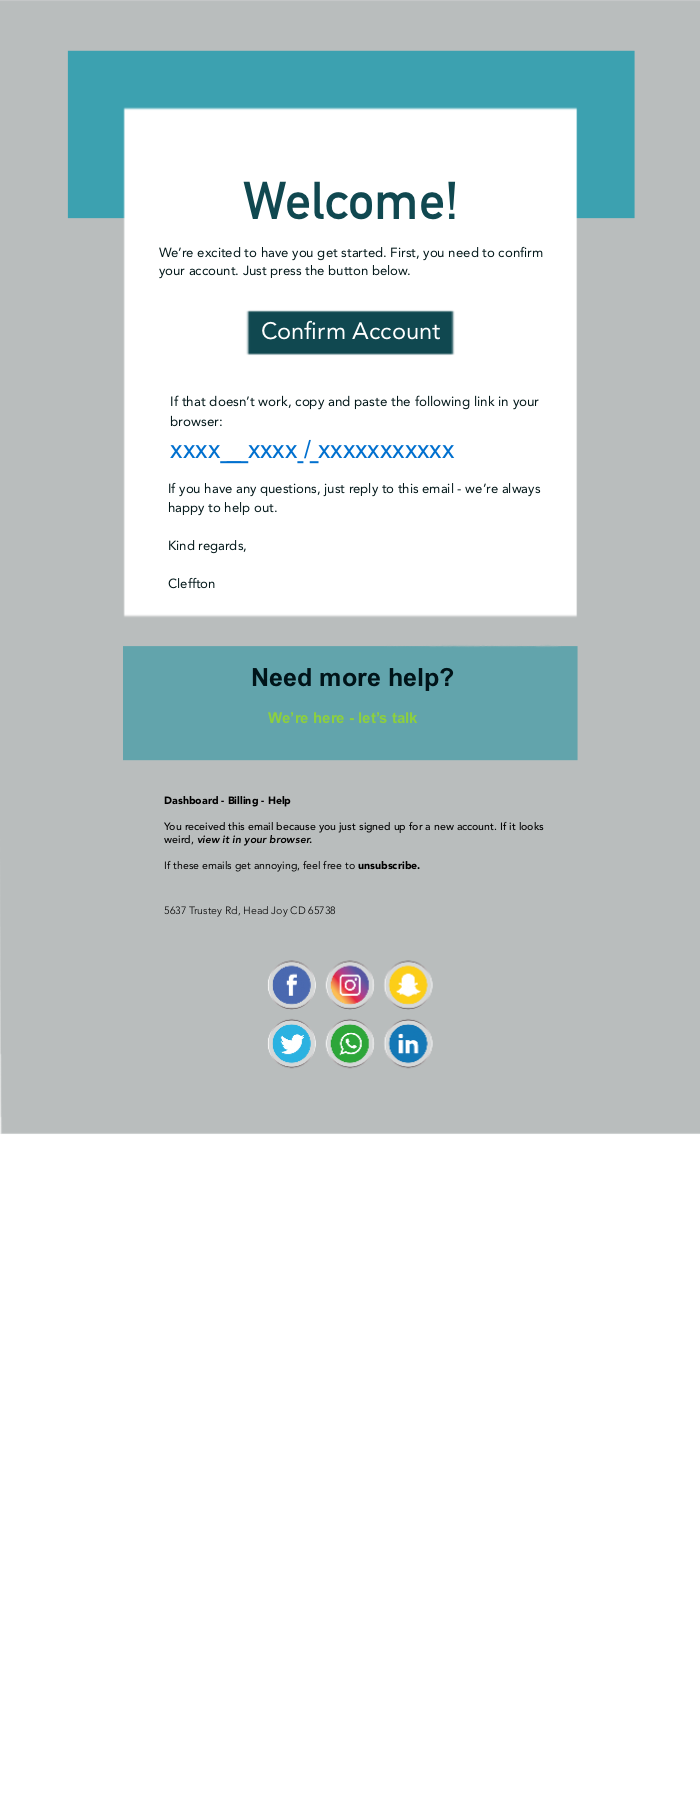 Welcome!
We’re excited to have you get started. First, you need to confirm
your account. Just press the button below.
Confirm Account
If that doesn’t work, copy and paste the following link in your
browser:
xxxx__xxxx_/_xxxxxxxxxxx
If you have any questions, just reply to this email - we’re always
happy to help out.
Kind regards,
Cleffton
Need more help?
We’re here - let’s talk
Dashboard - Billing - Help
You received this email because you just signed up for a new account. If it looks
weird, view it in your browser.
If these emails get annoying, feel free to unsubscribe.
5637 Trustey Rd, Head Joy CD 65738